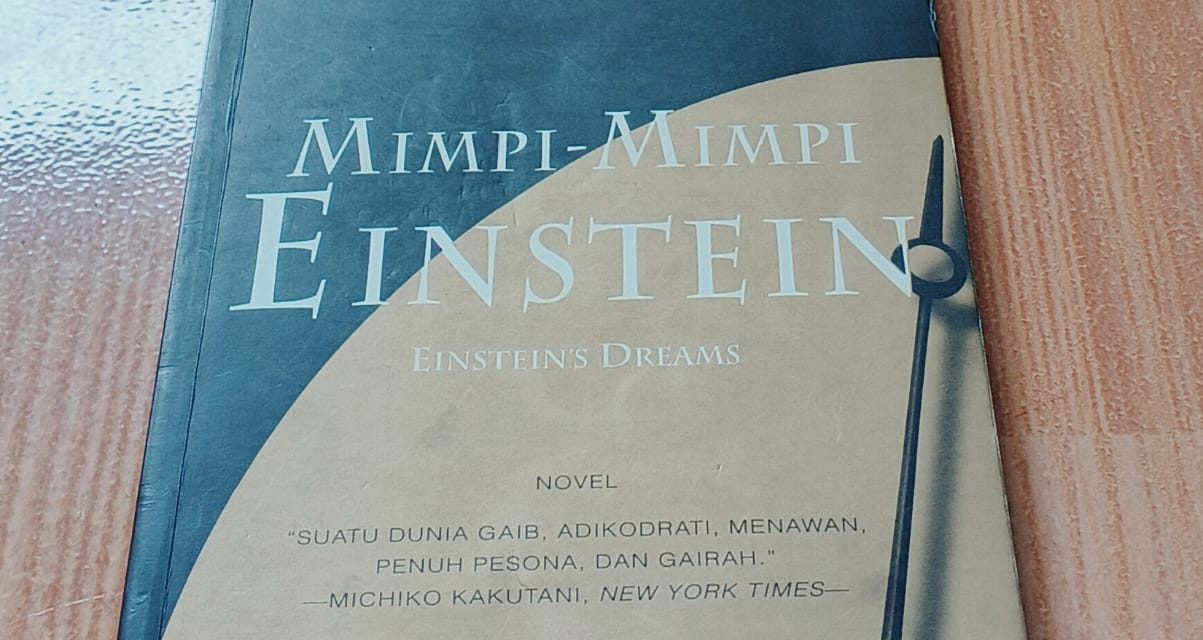 MIMPI-MIMPI
EINSTEIN
EINSTEIN'S DREAMS
NOVEL
"SUATU DUNIA GAIB, ADIKODRATI, MENAWAN,
PENUH PESONA, DAN GAIRAH."
—MICHIKO KAKUTANI, NEW YORK TIMES—